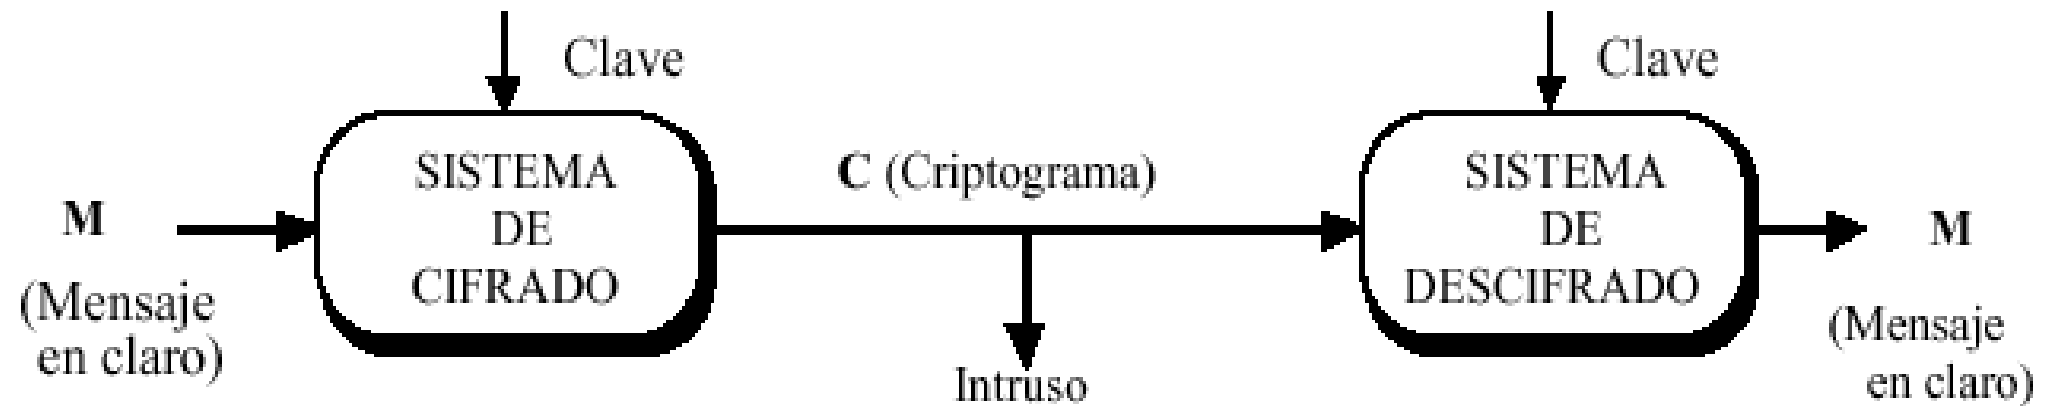 Clave
SISTEMA
DE
CIFRADO
M
(Mensaje
en claro)
C (Criptograma)
Intruso
Clave
SISTEMA
DE
DESCIFRADO
M
(Mensaje
en claro)